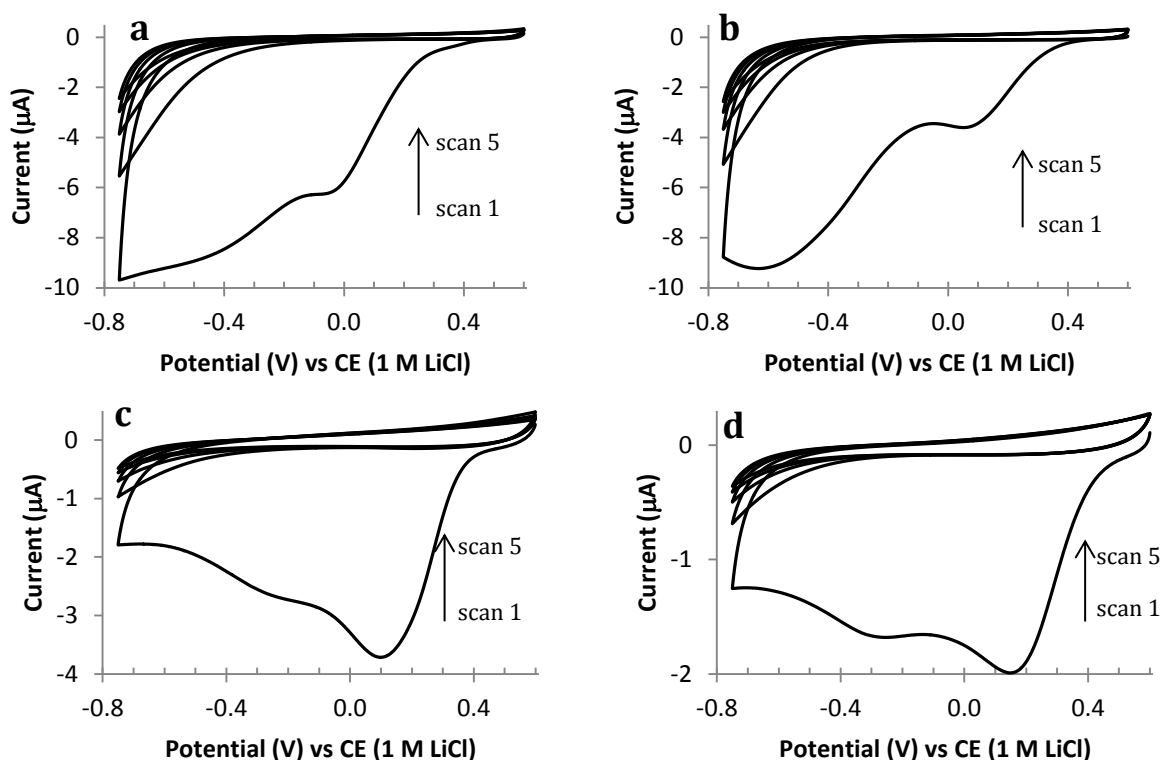 a
0
-2
-4
-6
-8
-10
Current (µA)
scan 5
scan 1
-0.8 -0.4 0.0 0.4
Potential (V) vs CE (1 M LiCl)
b
0
-2
-4
-6
-8
-10
Current (µA)
scan 5
scan 1
-0.8 -0.4 0.0 0.4
Potential (V) vs CE (1 M LiCl)
c
0
-1
-2
-3
-4
Current (µA)
scan 5
scan 1
-0.8 -0.4 0.0 0.4
Potential (V) vs CE (1 M LiCl)
d
0
-1
-2
Current (µA)
scan 5
scan 1
-0.8 -0.4 0.0 0.4
Potential (V) vs CE (1 M LiCl)